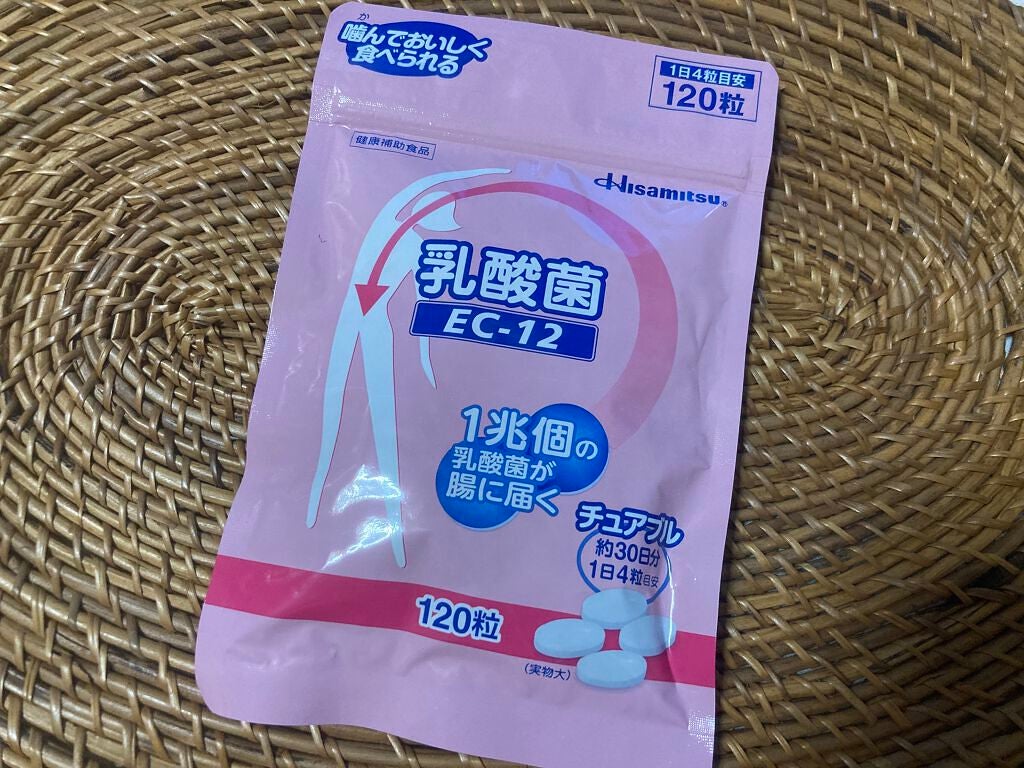 か
噛んでおいしく
食べられる
1日4粒目安
120粒
健康補助食品
Hisamitsu®
乳酸菌
EC-12
1兆個の
乳酸菌が
腸に届く
チュアブル
約30日分
1日4粒目安
120粒
(実物大)